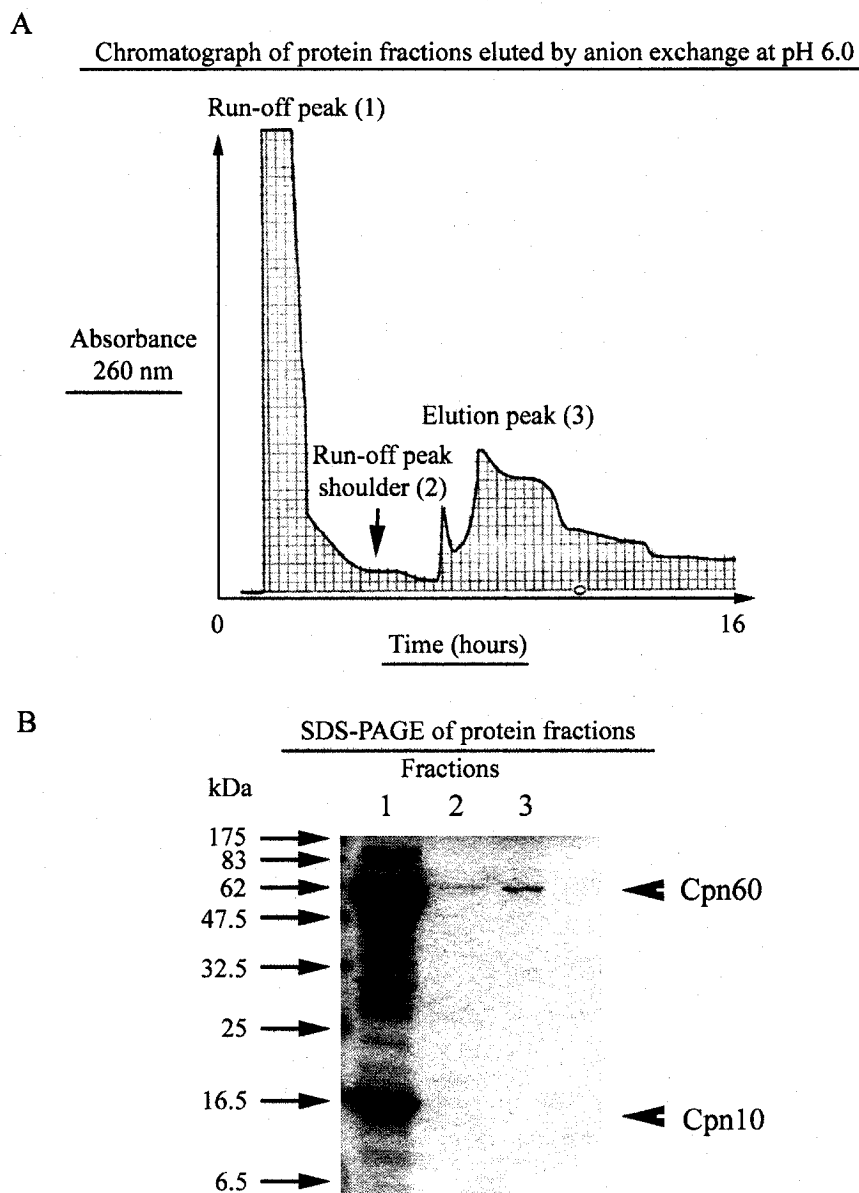 A
Chromatograph of protein fractions eluted by anion exchange at pH 6.0
Run-off peak (1)
Absorbance
260 nm
Elution peak (3)
Run-off peak
shoulder (2)
0
16
Time (hours)
B
SDS-PAGE of protein fractions
Fractions
kDa
1 2 3
175
83
62
Cpn60
47.5
32.5
25
16.5
Cpn10
6.5